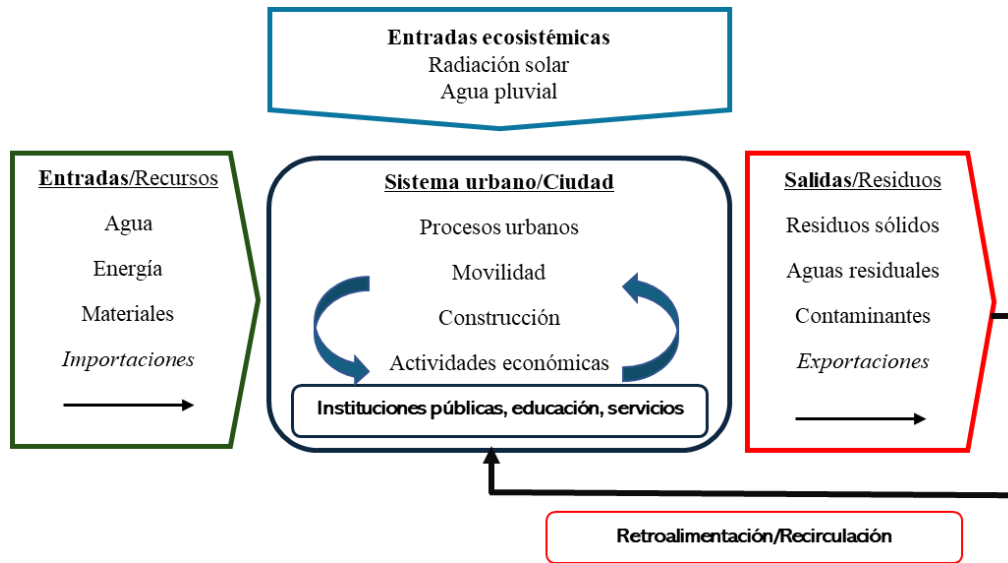 Entradas ecosistémicas
Radiación solar
Agua pluvial
Entradas/Recursos
Agua
Energía
Materiales
Importaciones
Sistema urbano/Ciudad
Procesos urbanos
Movilidad
Construcción
Actividades económicas
Instituciones públicas, educación, servicios
Salidas/Residuos
Residuos sólidos
Aguas residuales
Contaminantes
Exportaciones
Retroalimentación/Recirculación